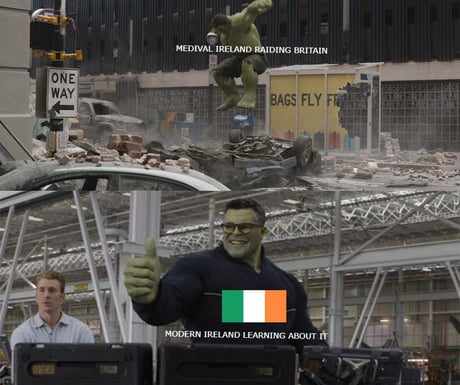 MEDIVAL IRELAND RAIDING BRITAIN
ONE
WAY
BAGS FLY
MODERN IRELAND LEARNING ABOUT IT